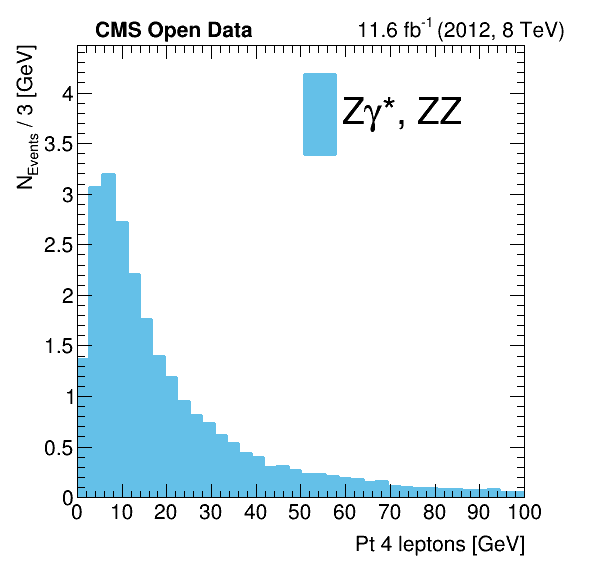 CMS Open Data
11.6 fb⁻¹ (2012, 8 TeV)
N_Events / 3 [GeV]
Zγ*, ZZ
4
3.5
3
2.5
2
1.5
1
0.5
0
0 10 20 30 40 50 60 70 80 90 100
Pt 4 leptons [GeV]